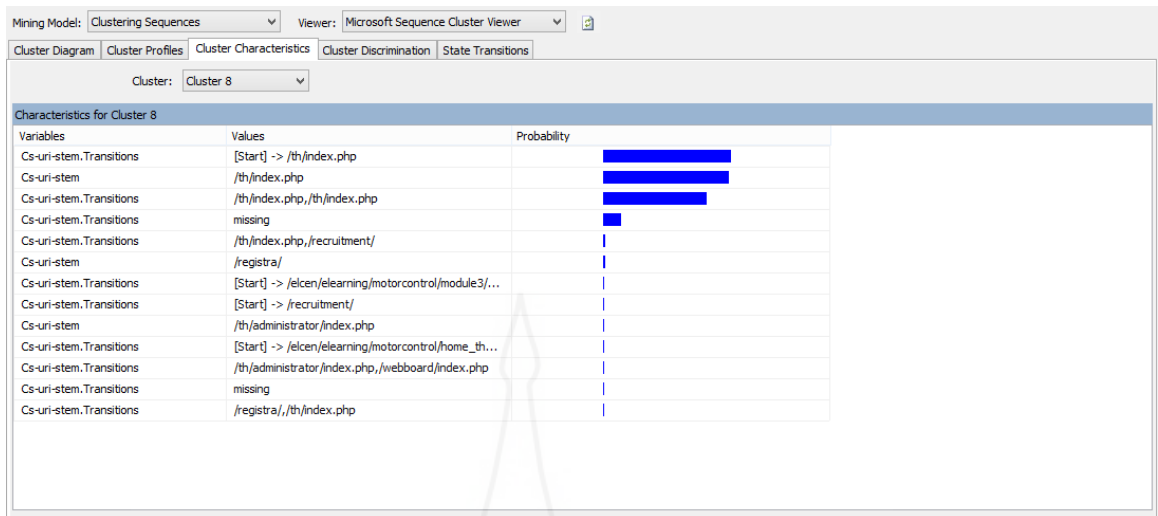 Mining Model: Clustering Sequences Viewer: Microsoft Sequence Cluster Viewer
Cluster Diagram Cluster Profiles Cluster Characteristics Cluster Discrimination State Transitions
Cluster: Cluster 8
Characteristics for Cluster 8
Variables Values Probability
Cs-uri-stem.Transitions [Start] -> /th/index.php
Cs-uri-stem /th/index.php
Cs-uri-stem.Transitions /th/index.php,/th/index.php
Cs-uri-stem.Transitions missing
Cs-uri-stem.Transitions /th/index.php,/recruitment/
Cs-uri-stem /registra/
Cs-uri-stem.Transitions [Start] -> /elcen/elearning/motorcontrol/module3/...
Cs-uri-stem.Transitions [Start] -> /recruitment/
Cs-uri-stem /th/administrator/index.php
Cs-uri-stem.Transitions [Start] -> /elcen/elearning/motorcontrol/home_th...
Cs-uri-stem.Transitions /th/administrator/index.php,/webboard/index.php
Cs-uri-stem.Transitions missing
Cs-uri-stem.Transitions /registra/,/th/index.php